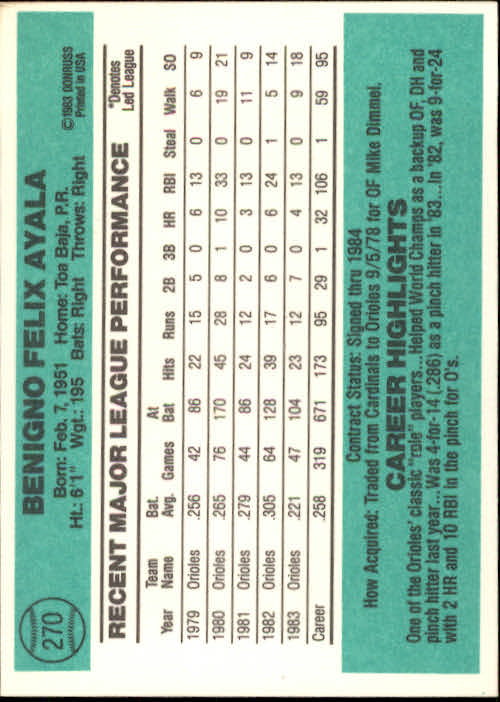 270
BENIGNO FELIX AYALA
©1983 DONRUSS
Printed in USA
Born: Feb. 7, 1951 Home: Toa Baja, P.R.
Ht.: 6'1" Wgt.: 195 Bats: Right Throws: Right
RECENT MAJOR LEAGUE PERFORMANCE
*Denotes
Led League
Year Team Name Bat. Avg. Games At Bat Hits Runs 2B 3B HR RBI Steal Walk SO
1979 Orioles .256 42 86 22 15 5 0 6 13 0 6 9
1980 Orioles .265 76 170 45 28 8 1 10 33 0 19 21
1981 Orioles .279 44 86 24 12 2 0 3 13 0 11 9
1982 Orioles .305 64 128 39 17 6 0 6 24 1 5 14
1983 Orioles .221 47 104 23 12 7 0 4 13 0 9 18
Career .258 319 671 173 95 29 1 32 106 1 59 95
Contract Status: Signed thru 1984
How Acquired: Traded from Cardinals to Orioles 9/5/78 for OF Mike Dimmel.
CAREER HIGHLIGHTS
One of the Orioles' classic "role" players...Helped World Champs as a backup OF, DH and
pinch hitter last year...Was 4-for-14 (.286) as a pinch hitter in '83...In '82, was 9-for-24
with 2 HR and 10 RBI in the pinch for O's.